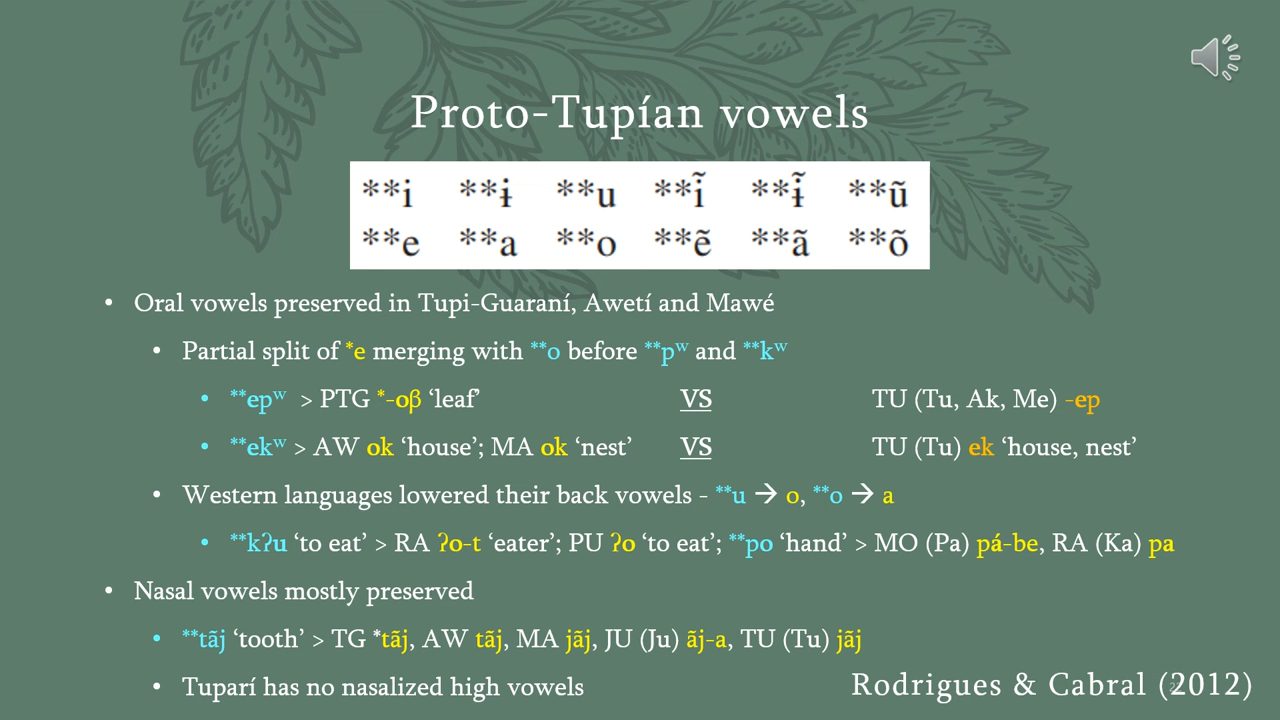 Proto-Tupían vowels
**i **ɨ **u **ĩ **ɨ̃ **ũ
**e **a **o **ẽ **ã **õ
• Oral vowels preserved in Tupi-Guaraní, Awetí and Mawé
• Partial split of *e merging with **o before **pʷ and **kʷ
• **epʷ > PTG *-oβ ‘leaf’ VS TU (Tu, Ak, Me) -ep
• **ekʷ > AW ok ‘house’; MA ok ‘nest’ VS TU (Tu) ek ‘house, nest’
• Western languages lowered their back vowels - **u → o, **o → a
• **kʔu ‘to eat’ > RA ʔo-t ‘eater’; PU ʔo ‘to eat’; **po ‘hand’ > MO (Pa) pá-be, RA (Ka) pa
• Nasal vowels mostly preserved
• **tãj ‘tooth’ > TG *tãj, AW tãj, MA jãj, JU (Ju) ãj-a, TU (Tu) jãj
• Tuparí has no nasalized high vowels
Rodrigues & Cabral (2012)